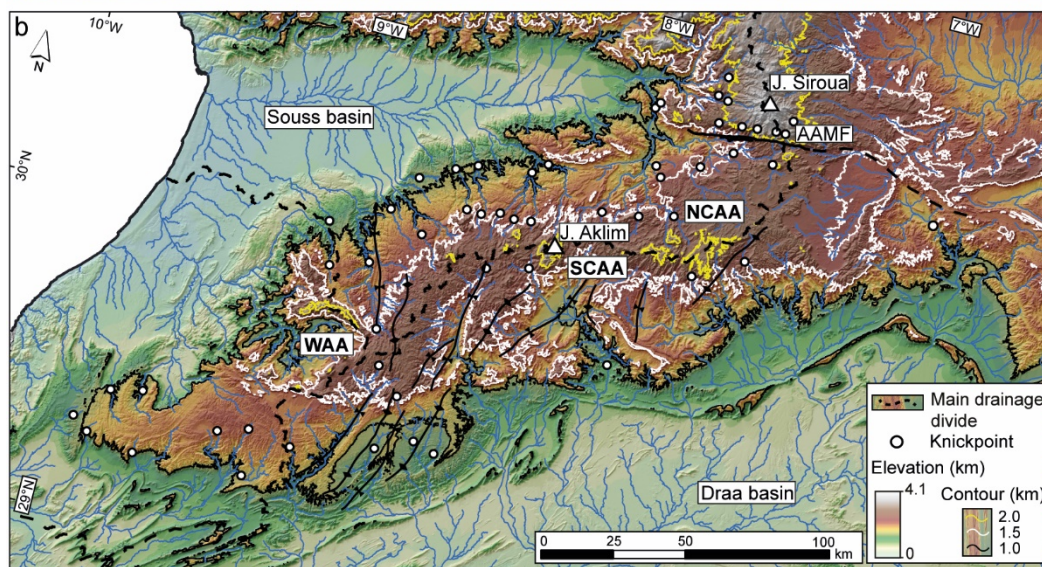 b
10°W
9°W
8°W
7°W
N
J. Siroua
Souss basin
AAMF
30°N
NCAA
J. Aklim
SCAA
WAA
29°N
Draa basin
0 25 50 100
km
Main drainage
divide
Knickpoint
Elevation (km)
4.1
0
Contour (km)
2.0
1.5
1.0